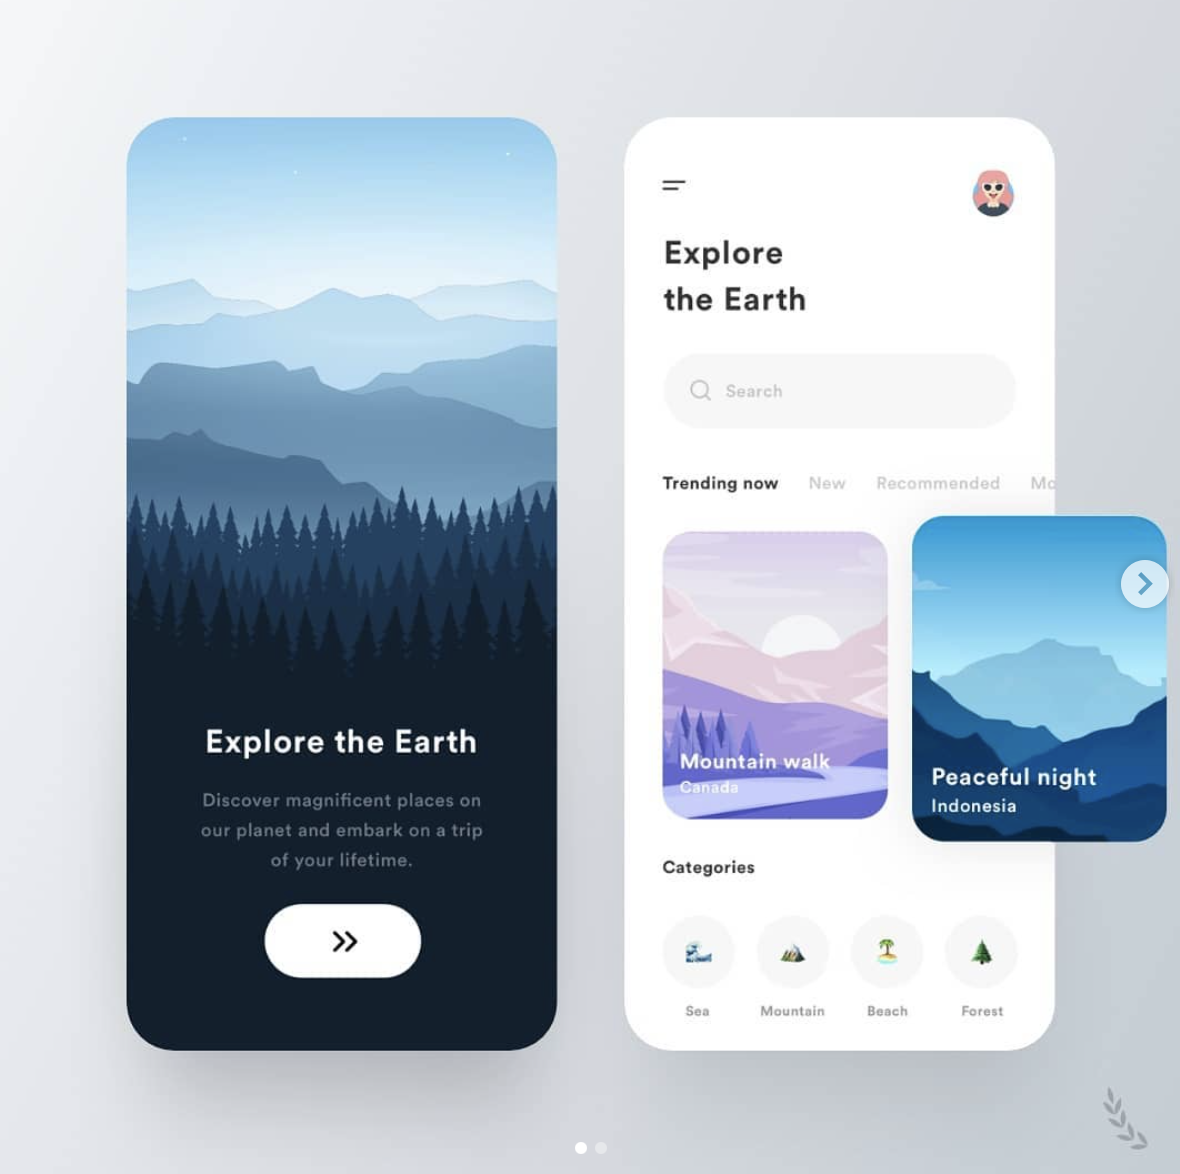 Explore the Earth
Discover magnificent places on
our planet and embark on a trip
of your lifetime.
Explore
the Earth
Search
Trending now New Recommended Mo
Mountain walk
Canada
Peaceful night
Indonesia
Categories
Sea Mountain Beach Forest